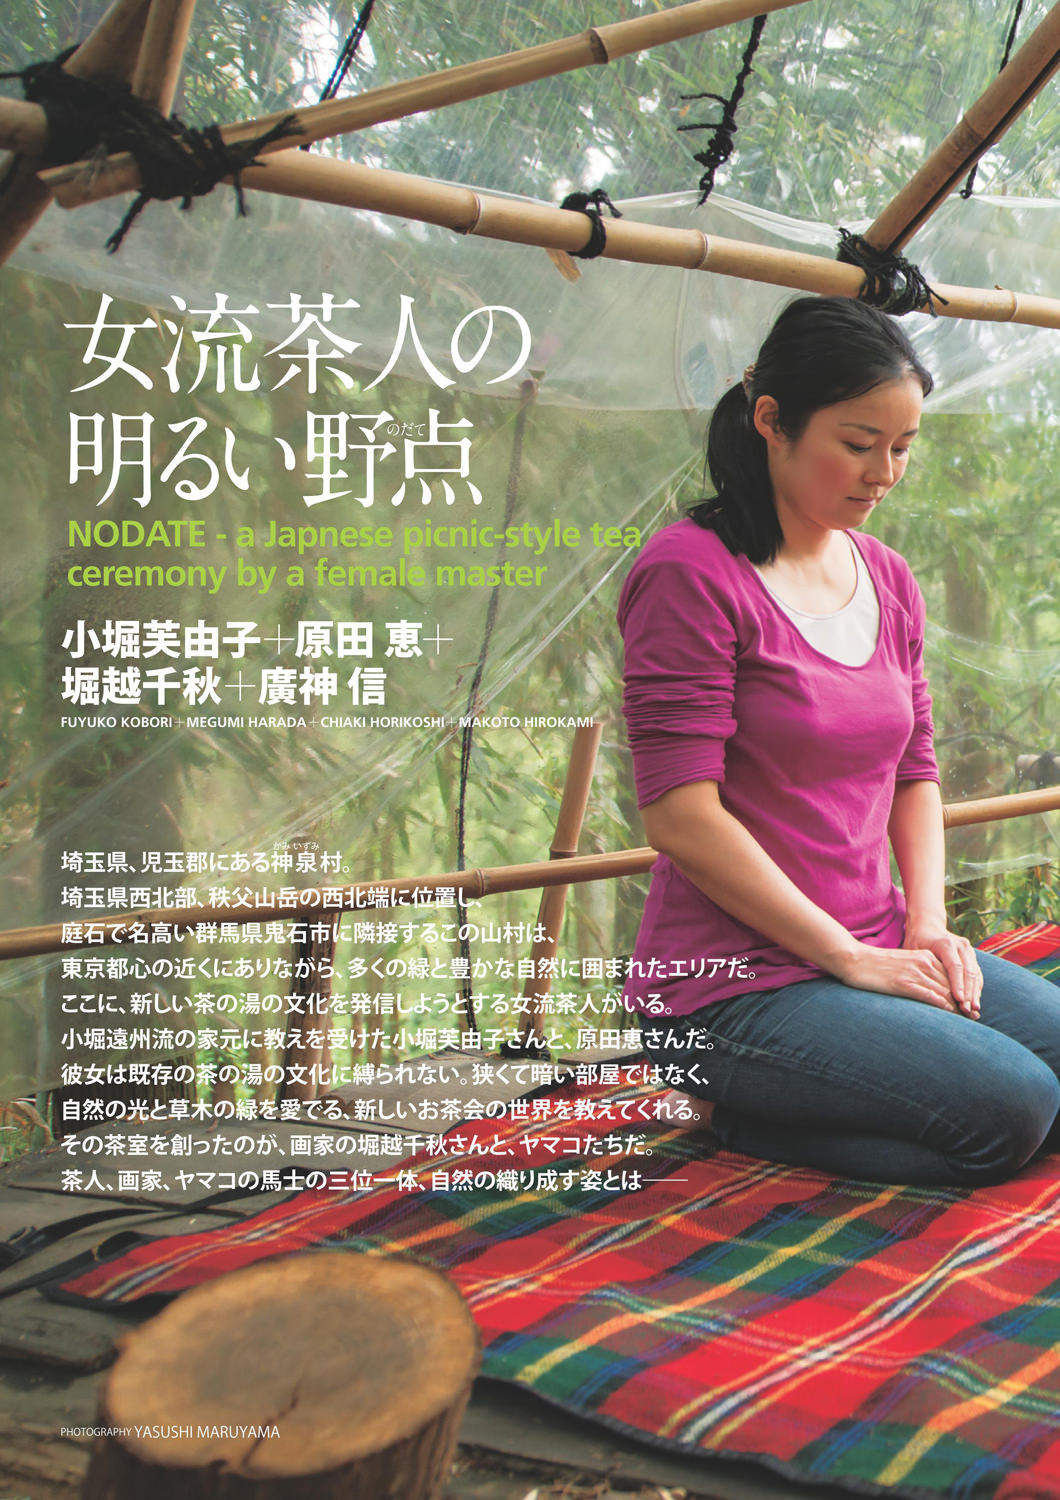 女流茶人の
明るい野点
のだて
NODATE - a Japnese picnic-style tea
ceremony by a female master
小堀芙由子＋原田 恵＋
堀越千秋＋廣神 信
FUYUKO KOBORI＋MEGUMI HARADA＋CHIAKI HORIKOSHI＋MAKOTO HIROKAMI
かみ いずみ
埼玉県、児玉郡にある神泉村。
埼玉県西北部、秩父山岳の西北端に位置し、
庭石で名高い群馬県鬼石市に隣接するこの山村は、
東京都心の近くにありながら、多くの緑と豊かな自然に囲まれたエリアだ。
ここに、新しい茶の湯の文化を発信しようとする女流茶人がいる。
小堀遠州流の家元に教えを受けた小堀芙由子さんと、原田恵さんだ。
彼女は既存の茶の湯の文化に縛られない。狭くて暗い部屋ではなく、
自然の光と草木の緑を愛でる、新しいお茶会の世界を教えてくれる。
その茶室を創ったのが、画家の堀越千秋さんと、ヤマコたちだ。
茶人、画家、ヤマコの馬士の三位一体、自然の織り成す姿とは――
PHOTOGRAPHY YASUSHI MARUYAMA